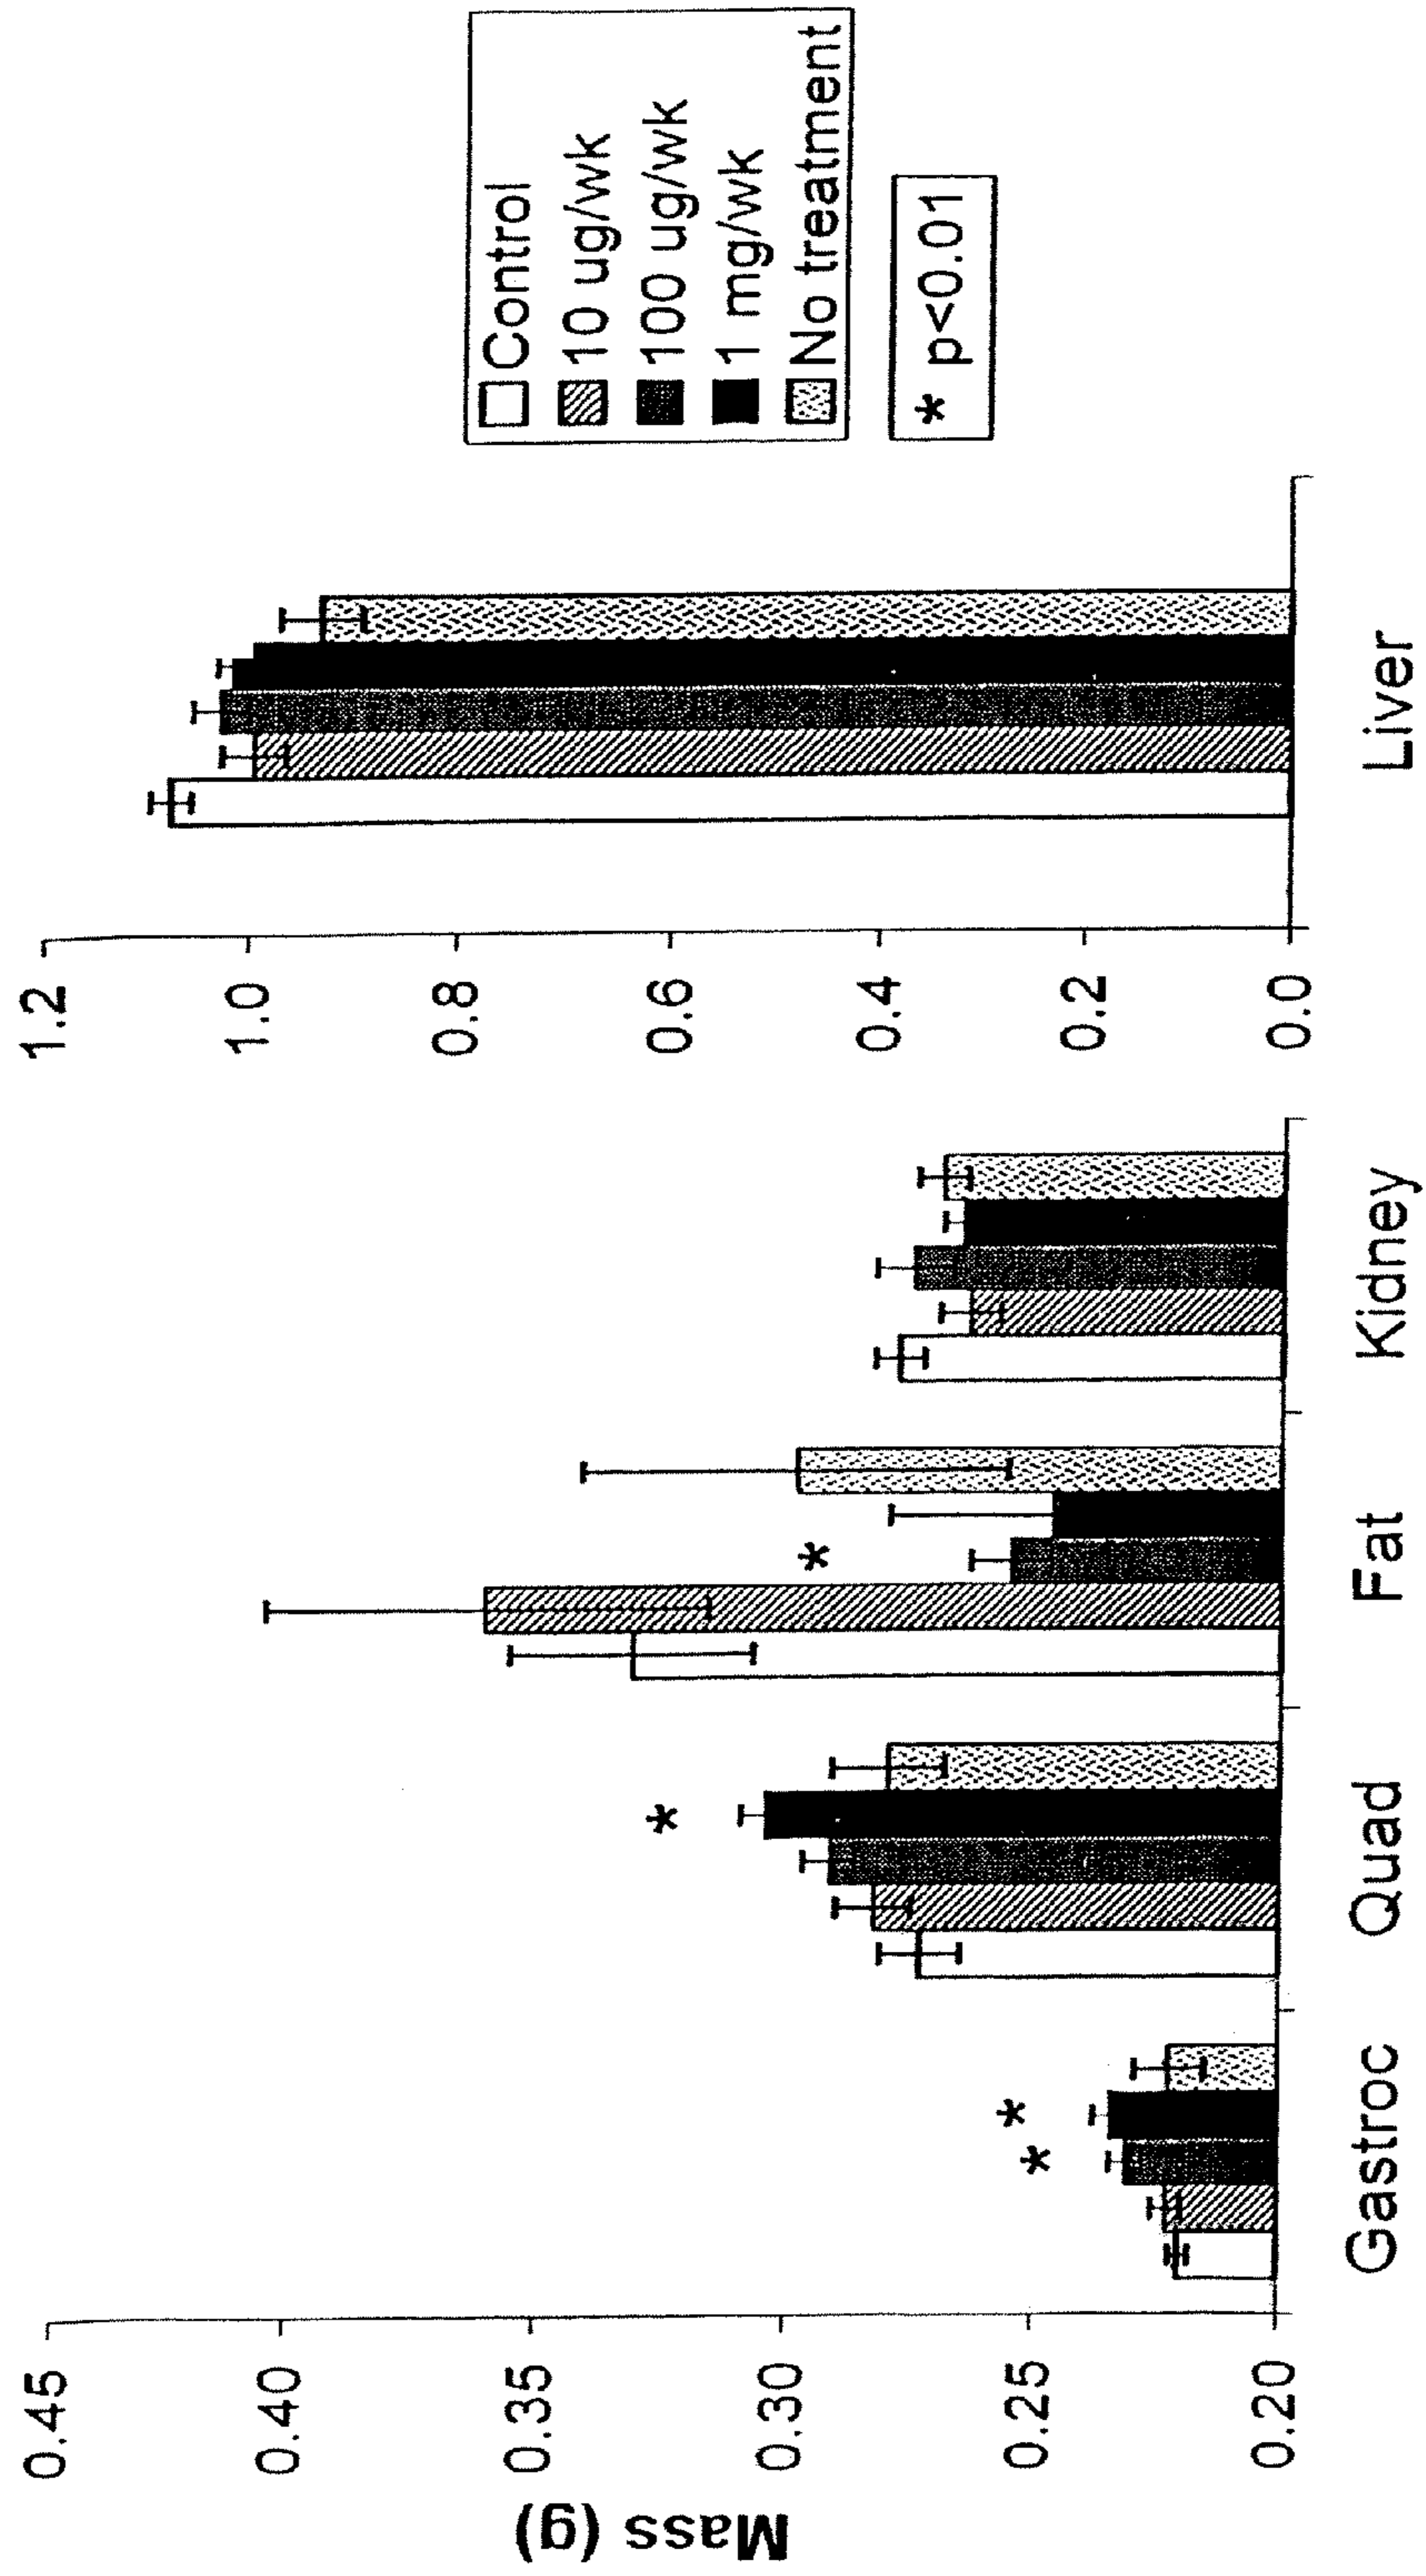 Mass (g)
0.45
0.40
0.35
0.30
0.25
0.20
*
*
*
*
Gastroc
Quad
Fat
Kidney
1.2
1.0
0.8
0.6
0.4
0.2
0.0
Liver
Control
10 ug/wk
100 ug/wk
1 mg/wk
No treatment
* p<0.01